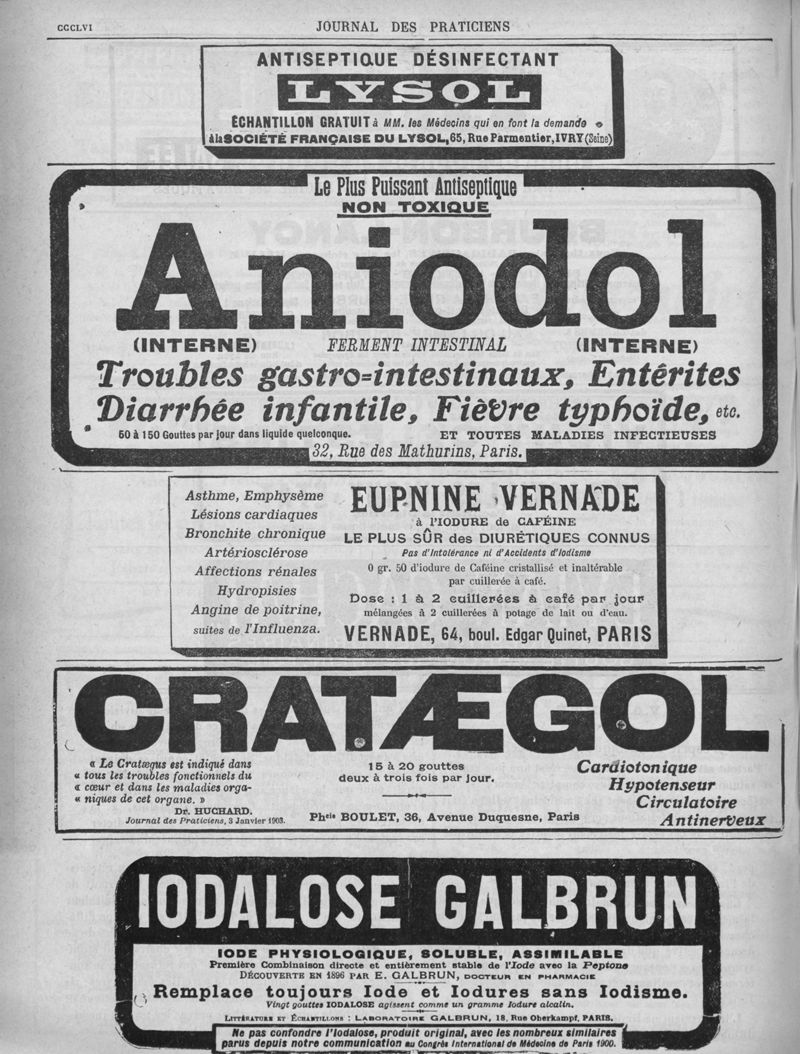 CCCLVI
JOURNAL DES PRATICIENS
ANTISEPTIQUE DÉSINFECTANT
LYSOL
ÉCHANTILLON GRATUIT à MM. les Médecins qui en font la demande
à la SOCIÉTÉ FRANÇAISE DU LYSOL, 65, Rue Parmentier, IVRY (Seine)
Le Plus Puissant Antiseptique
NON TOXIQUE
Aniodol
(INTERNE) FERMENT INTESTINAL (INTERNE)
Troubles gastro=intestinaux, Entérites
Diarrhée infantile, Fièvre typhoïde, etc.
50 à 150 Gouttes par jour dans liquide quelconque. ET TOUTES MALADIES INFECTIEUSES
32, Rue des Mathurins, Paris.
Asthme, Emphysème
Lésions cardiaques
Bronchite chronique
Artériosclérose
Affections rénales
Hydropisies
Angine de poitrine,
suites de l'Influenza.
EUPNINE VERNADE
à l'IODURE de CAFÉINE
LE PLUS SÛR des DIURÉTIQUES CONNUS
Pas d'Intolérance ni d'Accidents d'Iodisme
0 gr. 50 d'iodure de Caféine cristallisé et inaltérable
par cuillerée à café.
Dose : 1 à 2 cuillerées à café par jour
mélangées à 2 cuillerées à potage de lait ou d'eau.
VERNADE, 64, boul. Edgar Quinet, PARIS
CRATÆGOL
« Le Cratægus est indiqué dans
« tous les troubles fonctionnels du
« cœur et dans les maladies orga-
« niques de cet organe. »
Dr. HUCHARD.
Journal des Praticiens, 3 Janvier 1903.
15 à 20 gouttes
deux à trois fois par jour.
Phcie BOULET, 36, Avenue Duquesne, Paris
Cardiotonique
Hypotenseur
Circulatoire
Antinerveux
IODALOSE GALBRUN
IODE PHYSIOLOGIQUE, SOLUBLE, ASSIMILABLE
Première Combinaison directe et entièrement stable de l'Iode avec la Peptone
DÉCOUVERTE EN 1896 PAR E. GALBRUN, DOCTEUR EN PHARMACIE
Remplace toujours Iode et Iodures sans Iodisme.
Vingt gouttes IODALOSE agissent comme un gramme Iodure alcalin.
LITTÉRATURE ET ÉCHANTILLONS : LABORATOIRE GALBRUN, 18, Rue Oberkampf, PARIS.
Ne pas confondre l'Iodalose, produit original, avec les nombreux similaires
parus depuis notre communication au Congrès International de Médecine de Paris 1900.